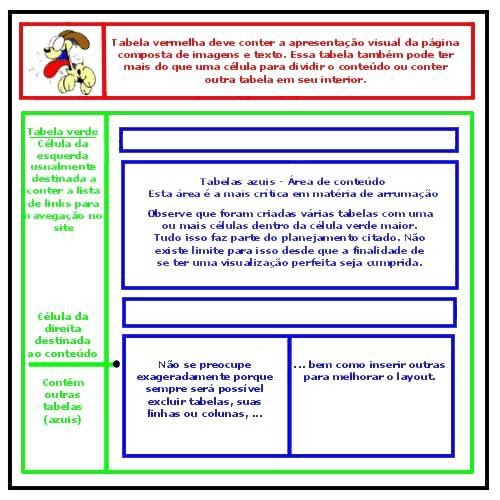 Tabela vermelha deve conter a apresentação visual da página
composta de imagens e texto. Essa tabela também pode ter
mais do que uma célula para dividir o conteúdo ou conter
outra tabela em seu interior.
Tabela verde
Célula da
esquerda
usualmente
destinada a
conter a lista
de links para
navegação no
site
Célula da
direita
destinada
ao conteúdo
Contém
outras
tabelas
(azuis)
Tabelas azuis - Área de conteúdo
Esta área é a mais crítica em matéria de arrumação
Observe que foram criadas várias tabelas com uma
ou mais células dentro da célula verde maior.
Tudo isso faz parte do planejamento citado. Não
existe limite para isso desde que a finalidade de
se ter uma visualização perfeita seja cumprida.
Não se preocupe
exageradamente porque
sempre será possível
excluir tabelas, suas
linhas ou colunas, ...
... bem como inserir outras
para melhorar o layout.